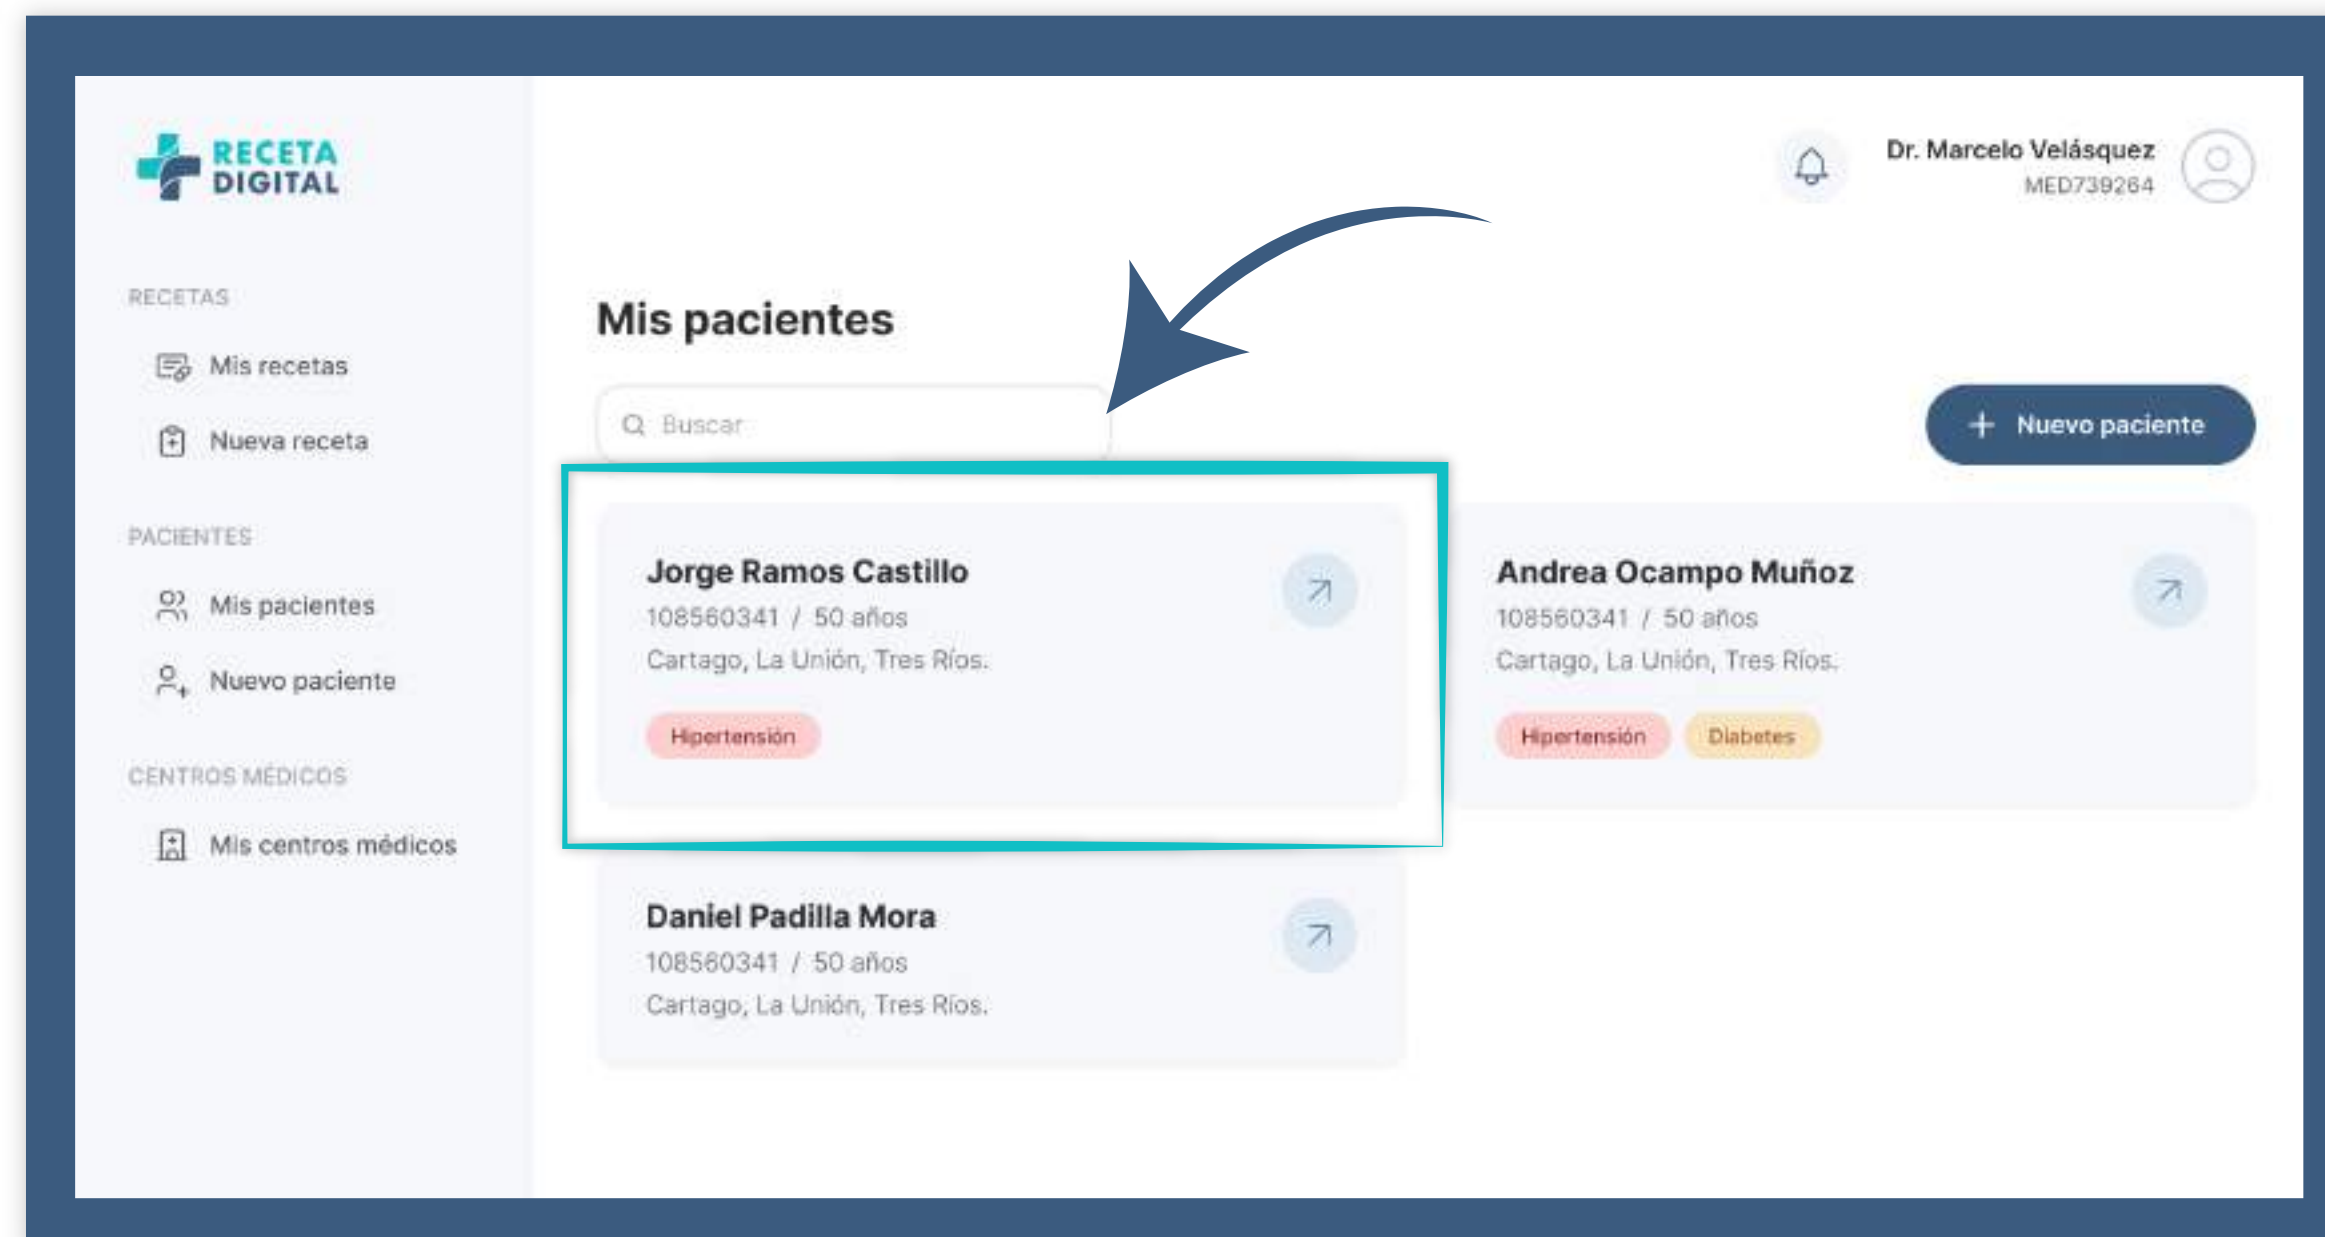 RECETA
DIGITAL
Dr. Marcelo Velásquez
MED739264
RECETAS
Mis recetas
Nueva receta
PACIENTES
Mis pacientes
Nuevo paciente
CENTROS MÉDICOS
Mis centros médicos
Mis pacientes
Buscar
+ Nuevo paciente
Jorge Ramos Castillo
108560341 / 50 años
Cartago, La Unión, Tres Ríos.
Hipertensión
Andrea Ocampo Muñoz
108560341 / 50 años
Cartago, La Unión, Tres Ríos.
Hipertensión Diabetes
Daniel Padilla Mora
108560341 / 50 años
Cartago, La Unión, Tres Ríos.